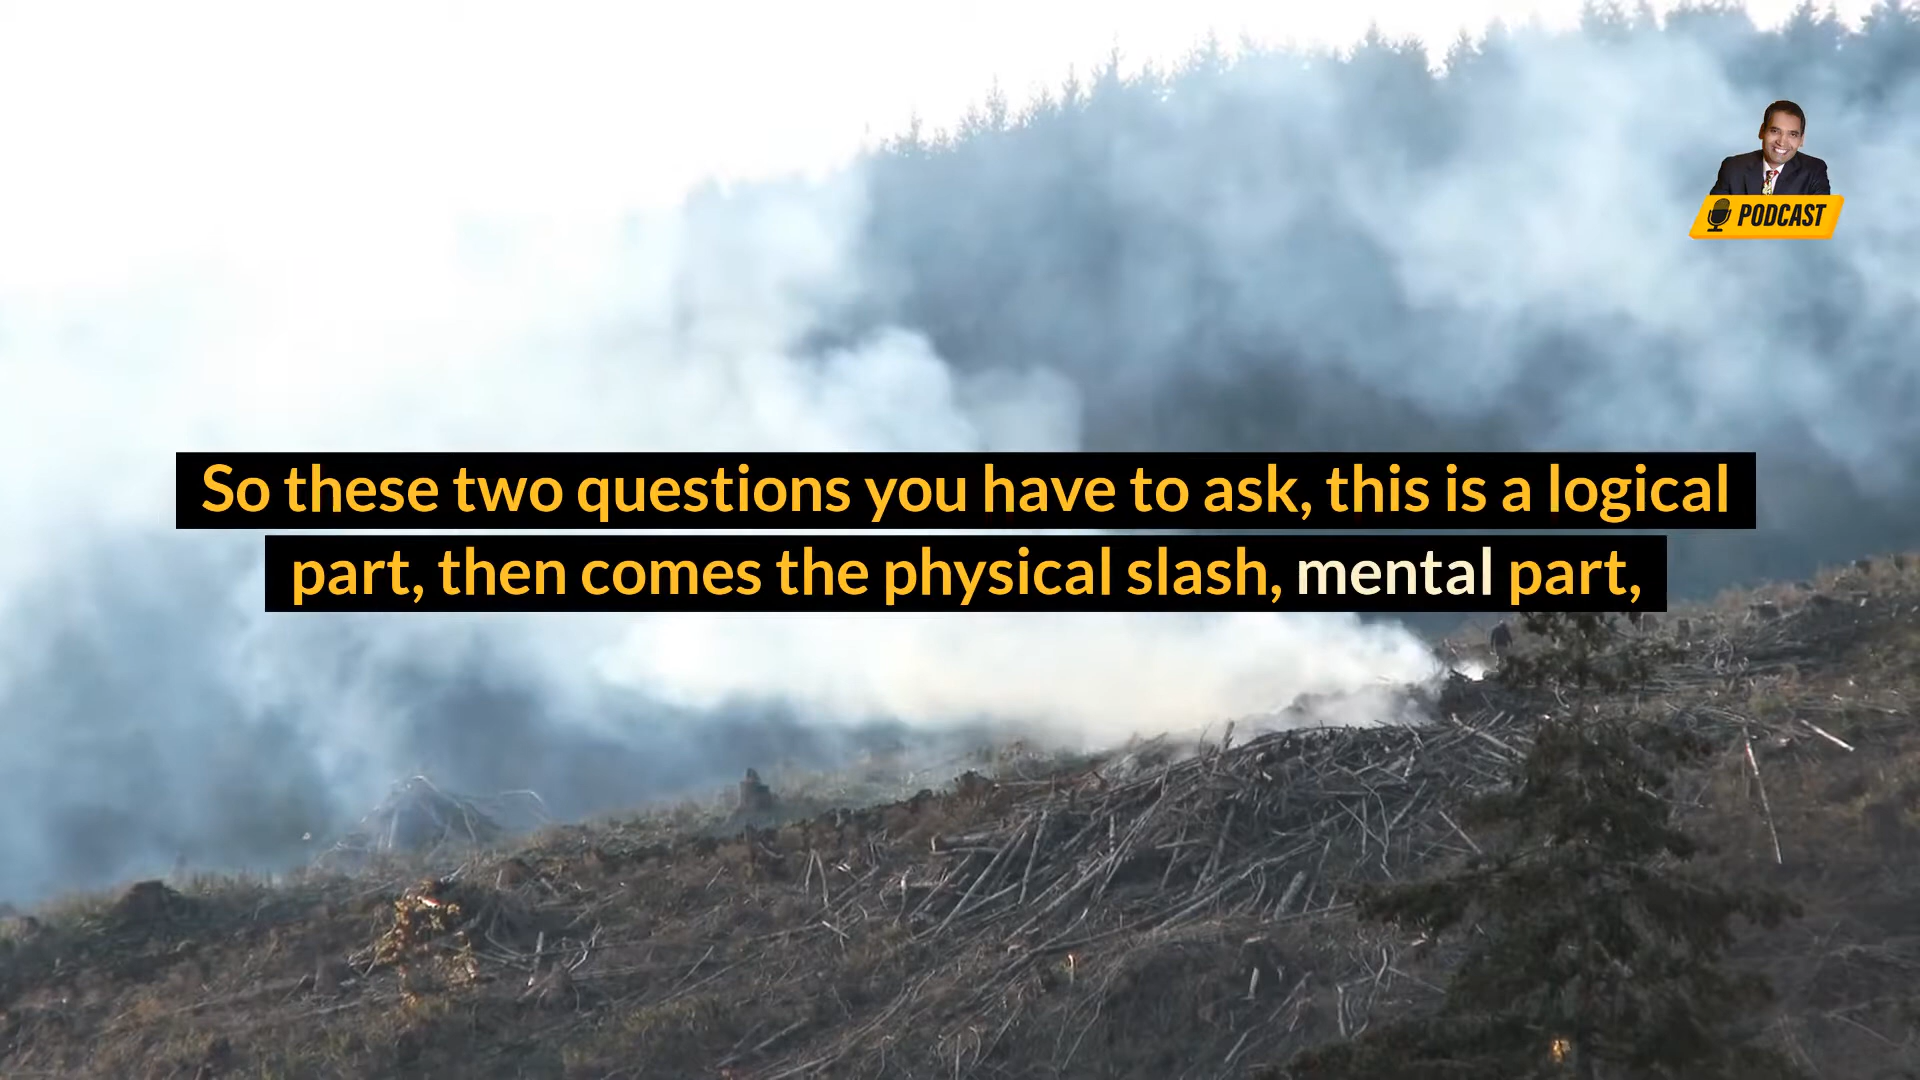 PODCAST
So these two questions you have to ask, this is a logical
part, then comes the physical slash, mental part,